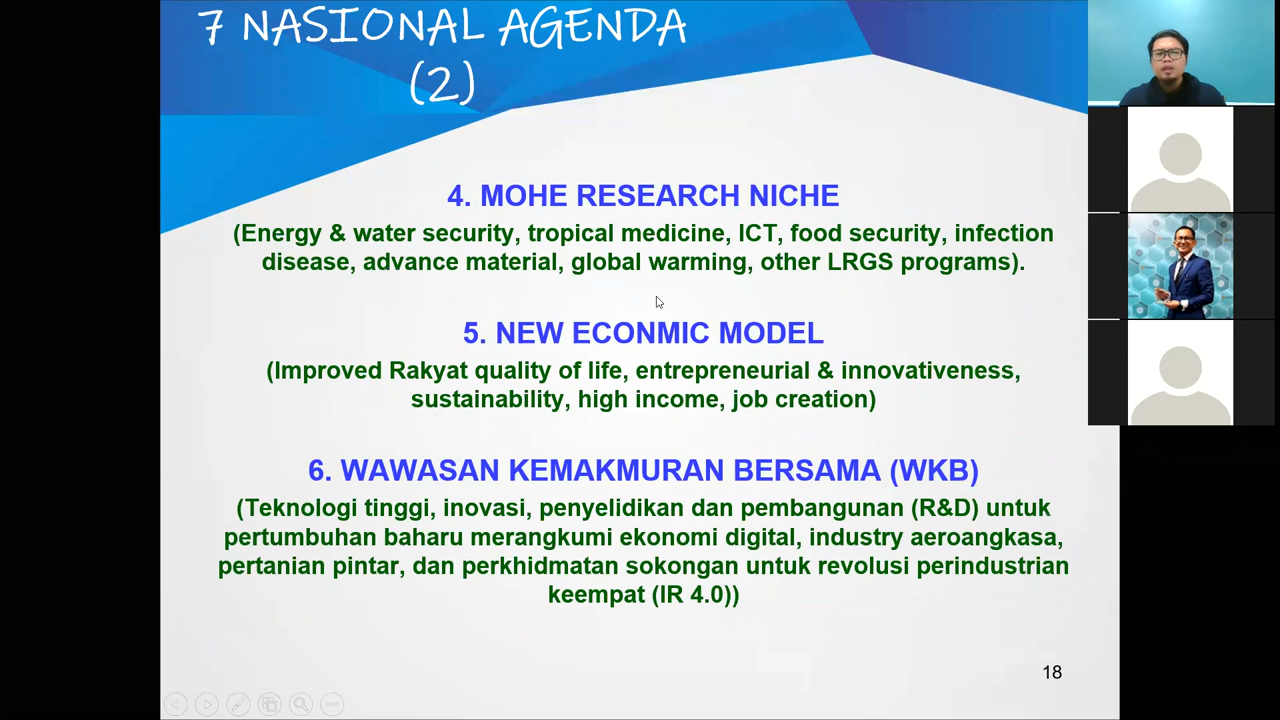 7 NASIONAL AGENDA
(2)
4. MOHE RESEARCH NICHE
(Energy & water security, tropical medicine, ICT, food security, infection
disease, advance material, global warming, other LRGS programs).
5. NEW ECONMIC MODEL
(Improved Rakyat quality of life, entrepreneurial & innovativeness,
sustainability, high income, job creation)
6. WAWASAN KEMAKMURAN BERSAMA (WKB)
(Teknologi tinggi, inovasi, penyelidikan dan pembangunan (R&D) untuk
pertumbuhan baharu merangkumi ekonomi digital, industry aeroangkasa,
pertanian pintar, dan perkhidmatan sokongan untuk revolusi perindustrian
keempat (IR 4.0))
18